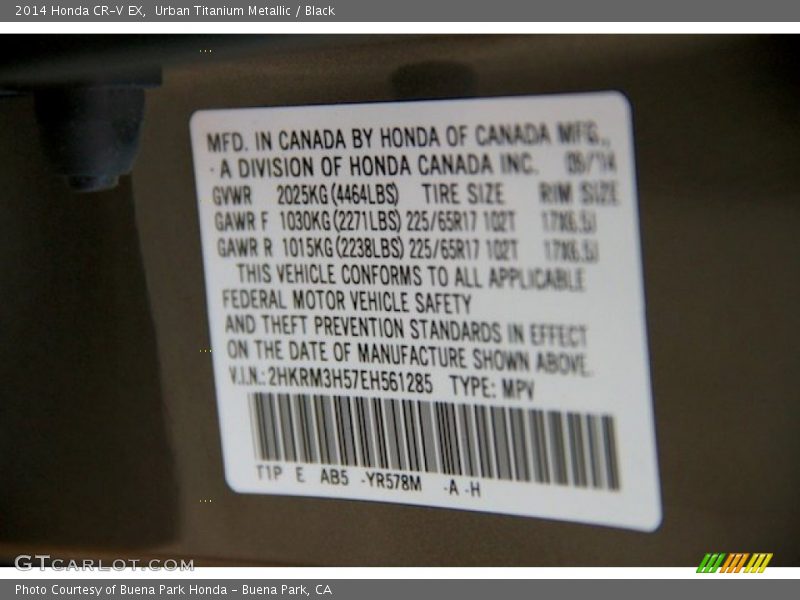 2014 Honda CR-V EX, Urban Titanium Metallic / Black
MFD. IN CANADA BY HONDA OF CANADA MFG.,
A DIVISION OF HONDA CANADA INC. 06/14
GVWR 2025KG (4464LBS) TIRE SIZE RIM SIZE
GAWR F 1030KG (2271LBS) 225/65R17 102T 17X6.5J
GAWR R 1015KG (2238LBS) 225/65R17 102T 17X6.5J
THIS VEHICLE CONFORMS TO ALL APPLICABLE
FEDERAL MOTOR VEHICLE SAFETY
AND THEFT PREVENTION STANDARDS IN EFFECT
ON THE DATE OF MANUFACTURE SHOWN ABOVE.
V.I.N.: 2HKRM3H57EH561285 TYPE: MPV
T1P E AB5 -YR578M -A -H
GTCARLOT.COM
Photo Courtesy of Buena Park Honda - Buena Park, CA